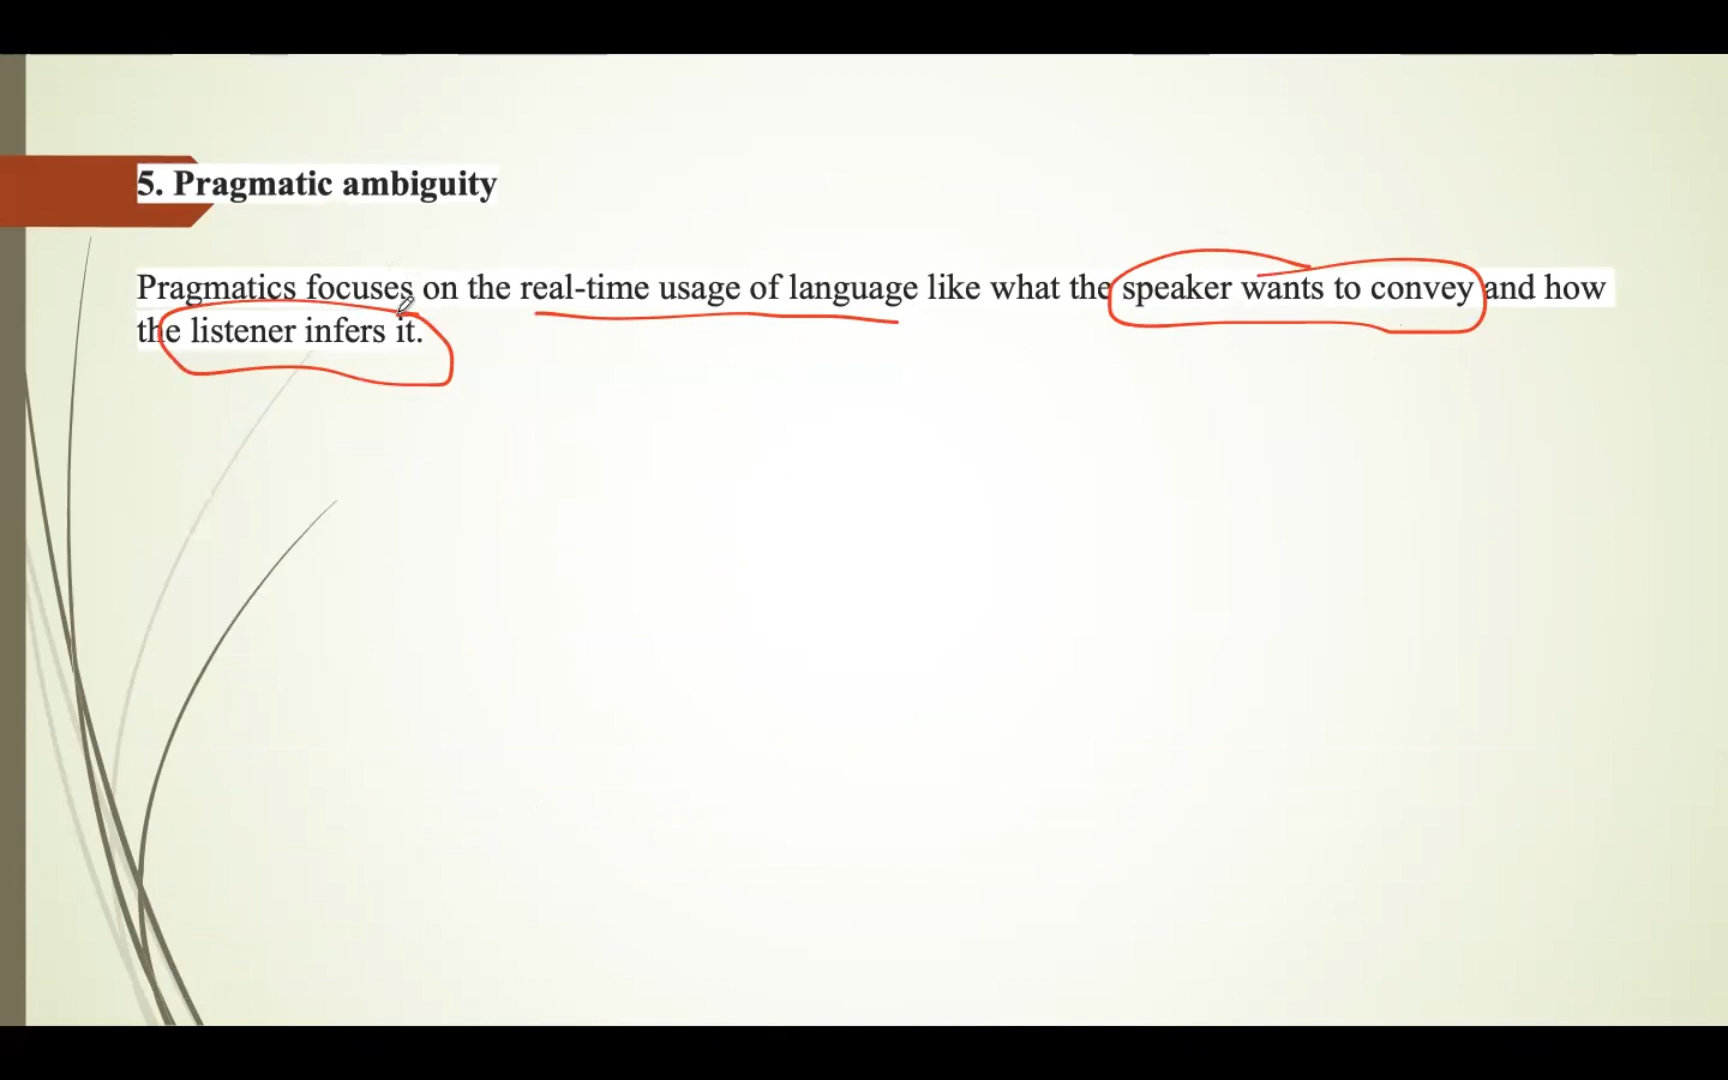 5. Pragmatic ambiguity
Pragmatics focuses on the real-time usage of language like what the speaker wants to convey and how
the listener infers it.